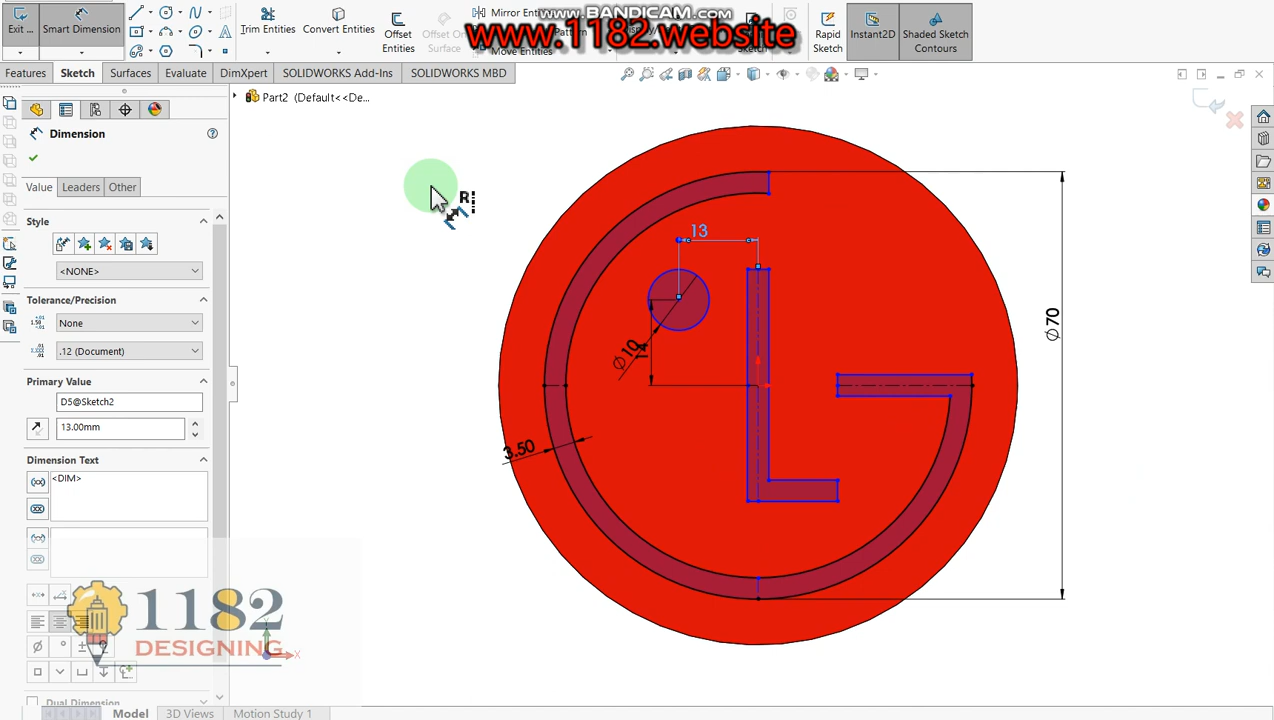 WWW.BANDICAM.COM
www.1182.website
Exit ...
Smart Dimension
Trim Entities
Convert Entities
Offset Entities
Offset On Surface
Mirror Entities
Move Entities
Rapid Sketch
Instant2D
Shaded Sketch Contours
Features
Sketch
Surfaces
Evaluate
DimXpert
SOLIDWORKS Add-Ins
SOLIDWORKS MBD
Part2 (Default<<De...
Dimension
Value
Leaders
Other
Style
<NONE>
Tolerance/Precision
None
.12 (Document)
Primary Value
D5@Sketch2
13.00mm
Dimension Text
<DIM>
Dual Dimension
13
Ø10
14
3.50
Ø70
1182
DESIGNING
X
Model
3D Views
Motion Study 1